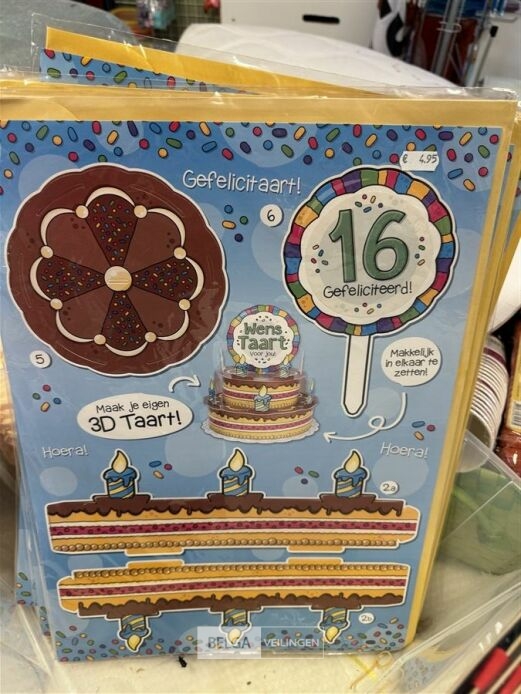 € 4.95
Gefelicitaart!
6
16
Gefeliciteerd!
5
Wens
Taart
voor jou!
Makkelijk
in elkaar te
zetten!
Maak je eigen
3D Taart!
Hoera!
Hoera!
2a
2b
BELGA VEILINGEN